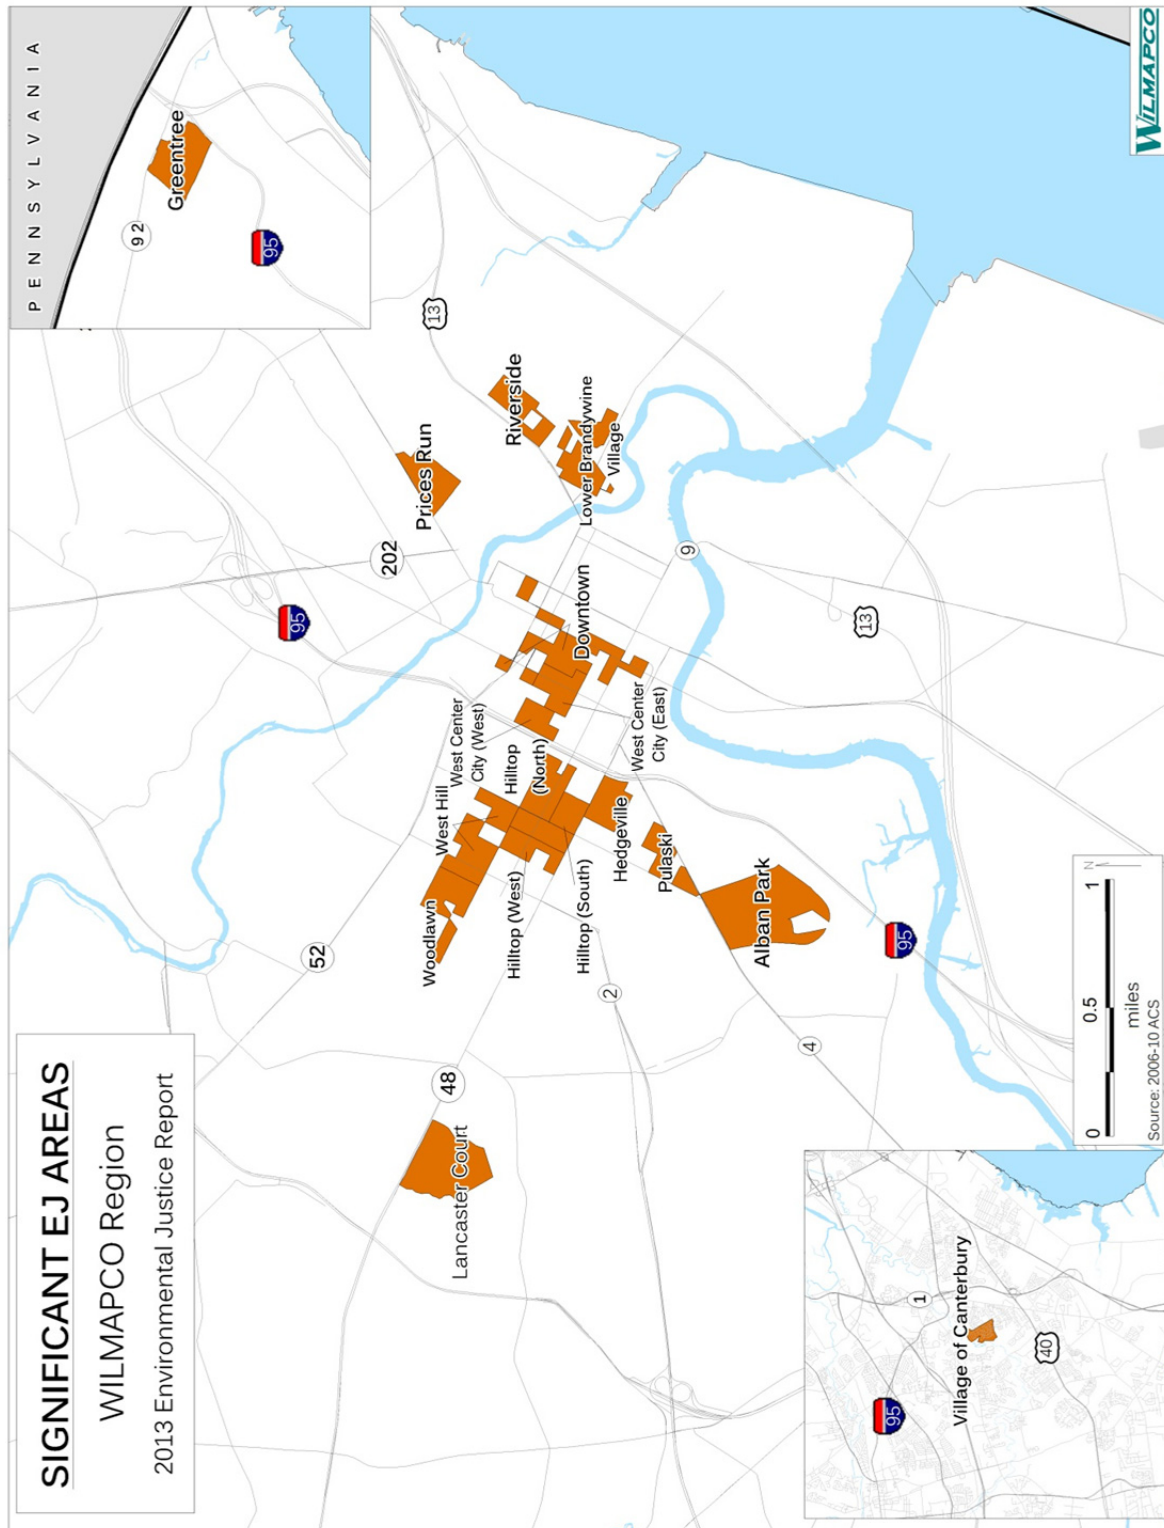 SIGNIFICANT EJ AREAS
WILMAPCO Region
2013 Environmental Justice Report
PENNSYLVANIA
92
Greentree
95
52
95
202
13
Prices Run
Riverside
Lower Brandywine
Village
48
Lancaster Court
Woodlawn
West Hill
West Center
City (West)
Hilltop
(North)
Downtown
Hilltop (West)
Hilltop (South)
Hedgeville
West Center
City (East)
9
2
Pulaski
Alban Park
4
95
13
95
1
Village of Canterbury
40
N
0
0.5
1
miles
Source: 2006-10 ACS
WILMAPCO